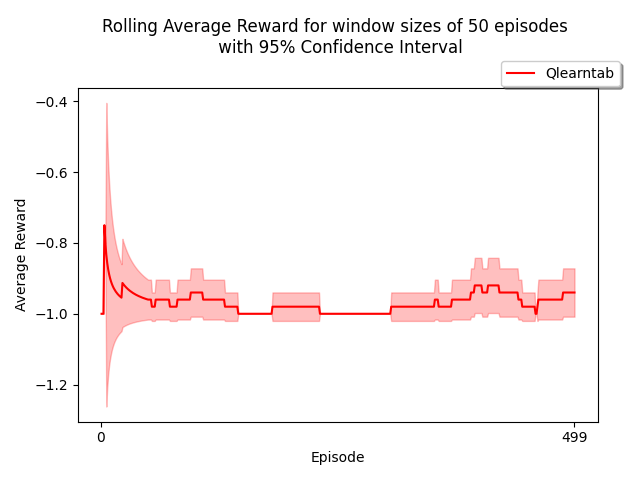 Rolling Average Reward for window sizes of 50 episodes
with 95% Confidence Interval
Qlearntab
−0.4
−0.6
−0.8
−1.0
−1.2
Average Reward
0
499
Episode